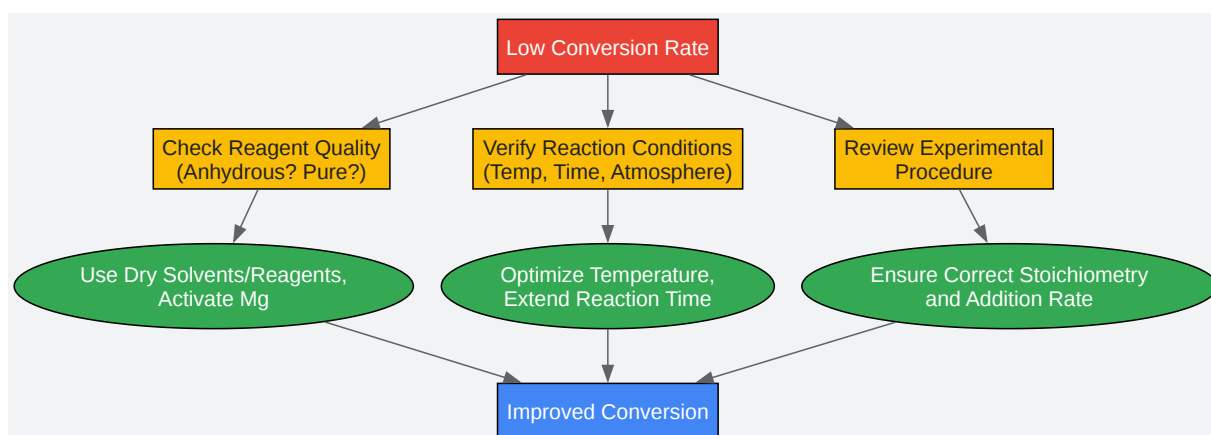 Low Conversion Rate
Check Reagent Quality
(Anhydrous? Pure?)
Verify Reaction Conditions
(Temp, Time, Atmosphere)
Review Experimental
Procedure
Use Dry Solvents/Reagents,
Activate Mg
Optimize Temperature,
Extend Reaction Time
Ensure Correct Stoichiometry
and Addition Rate
Improved Conversion